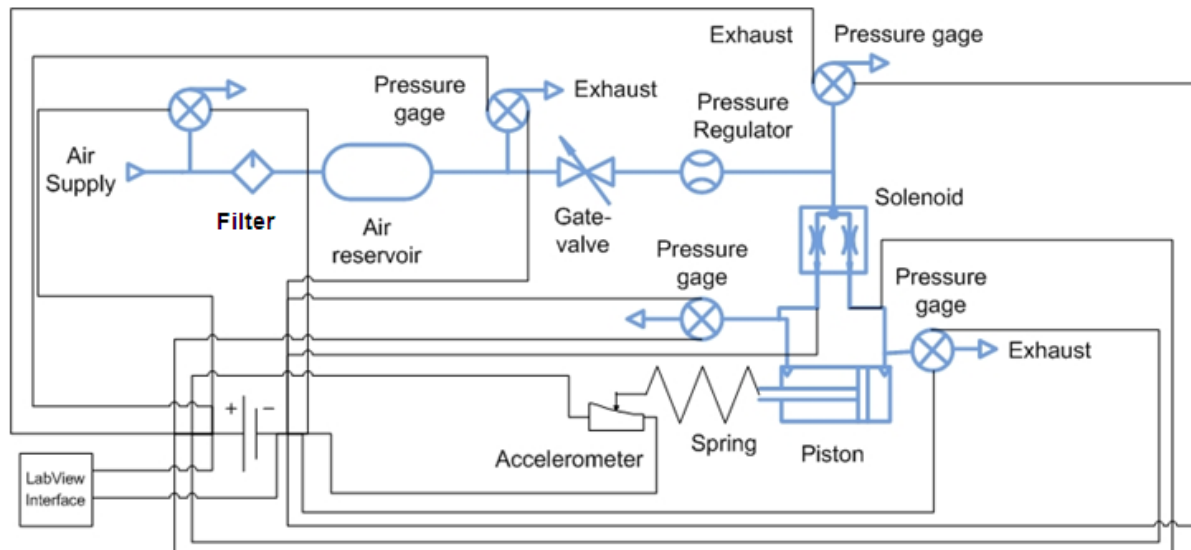 Exhaust
Pressure gage
Pressure
gage
Exhaust
Pressure
Regulator
Air
Supply
Filter
Air
reservoir
Gate-
valve
Solenoid
Pressure
gage
Pressure
gage
Exhaust
+
−
Accelerometer
Spring
Piston
LabView
Interface